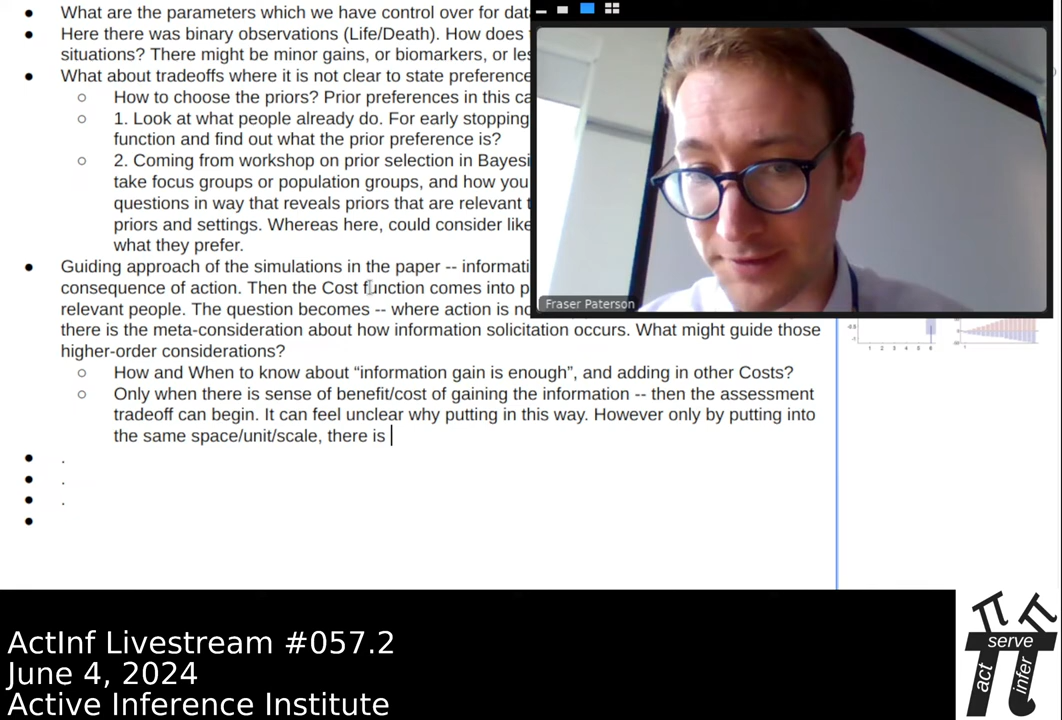 What are the parameters which we have control over for dat
Here there was binary observations (Life/Death). How does
situations? There might be minor gains, or biomarkers, or les
What about tradeoffs where it is not clear to state preference
How to choose the priors? Prior preferences in this ca
1. Look at what people already do. For early stopping
function and find out what the prior preference is?
2. Coming from workshop on prior selection in Bayesi
take focus groups or population groups, and how you
questions in way that reveals priors that are relevant t
priors and settings. Whereas here, could consider like
what they prefer.
Guiding approach of the simulations in the paper -- informati
consequence of action. Then the Cost function comes into p
relevant people. The question becomes -- where action is no
there is the meta-consideration about how information solicitation occurs. What might guide those
higher-order considerations?
How and When to know about “information gain is enough”, and adding in other Costs?
Only when there is sense of benefit/cost of gaining the information -- then the assessment
tradeoff can begin. It can feel unclear why putting in this way. However only by putting into
the same space/unit/scale, there is
.
.
.
Fraser Paterson
ActInf Livestream #057.2
June 4, 2024
Active Inference Institute
serve
act
infer